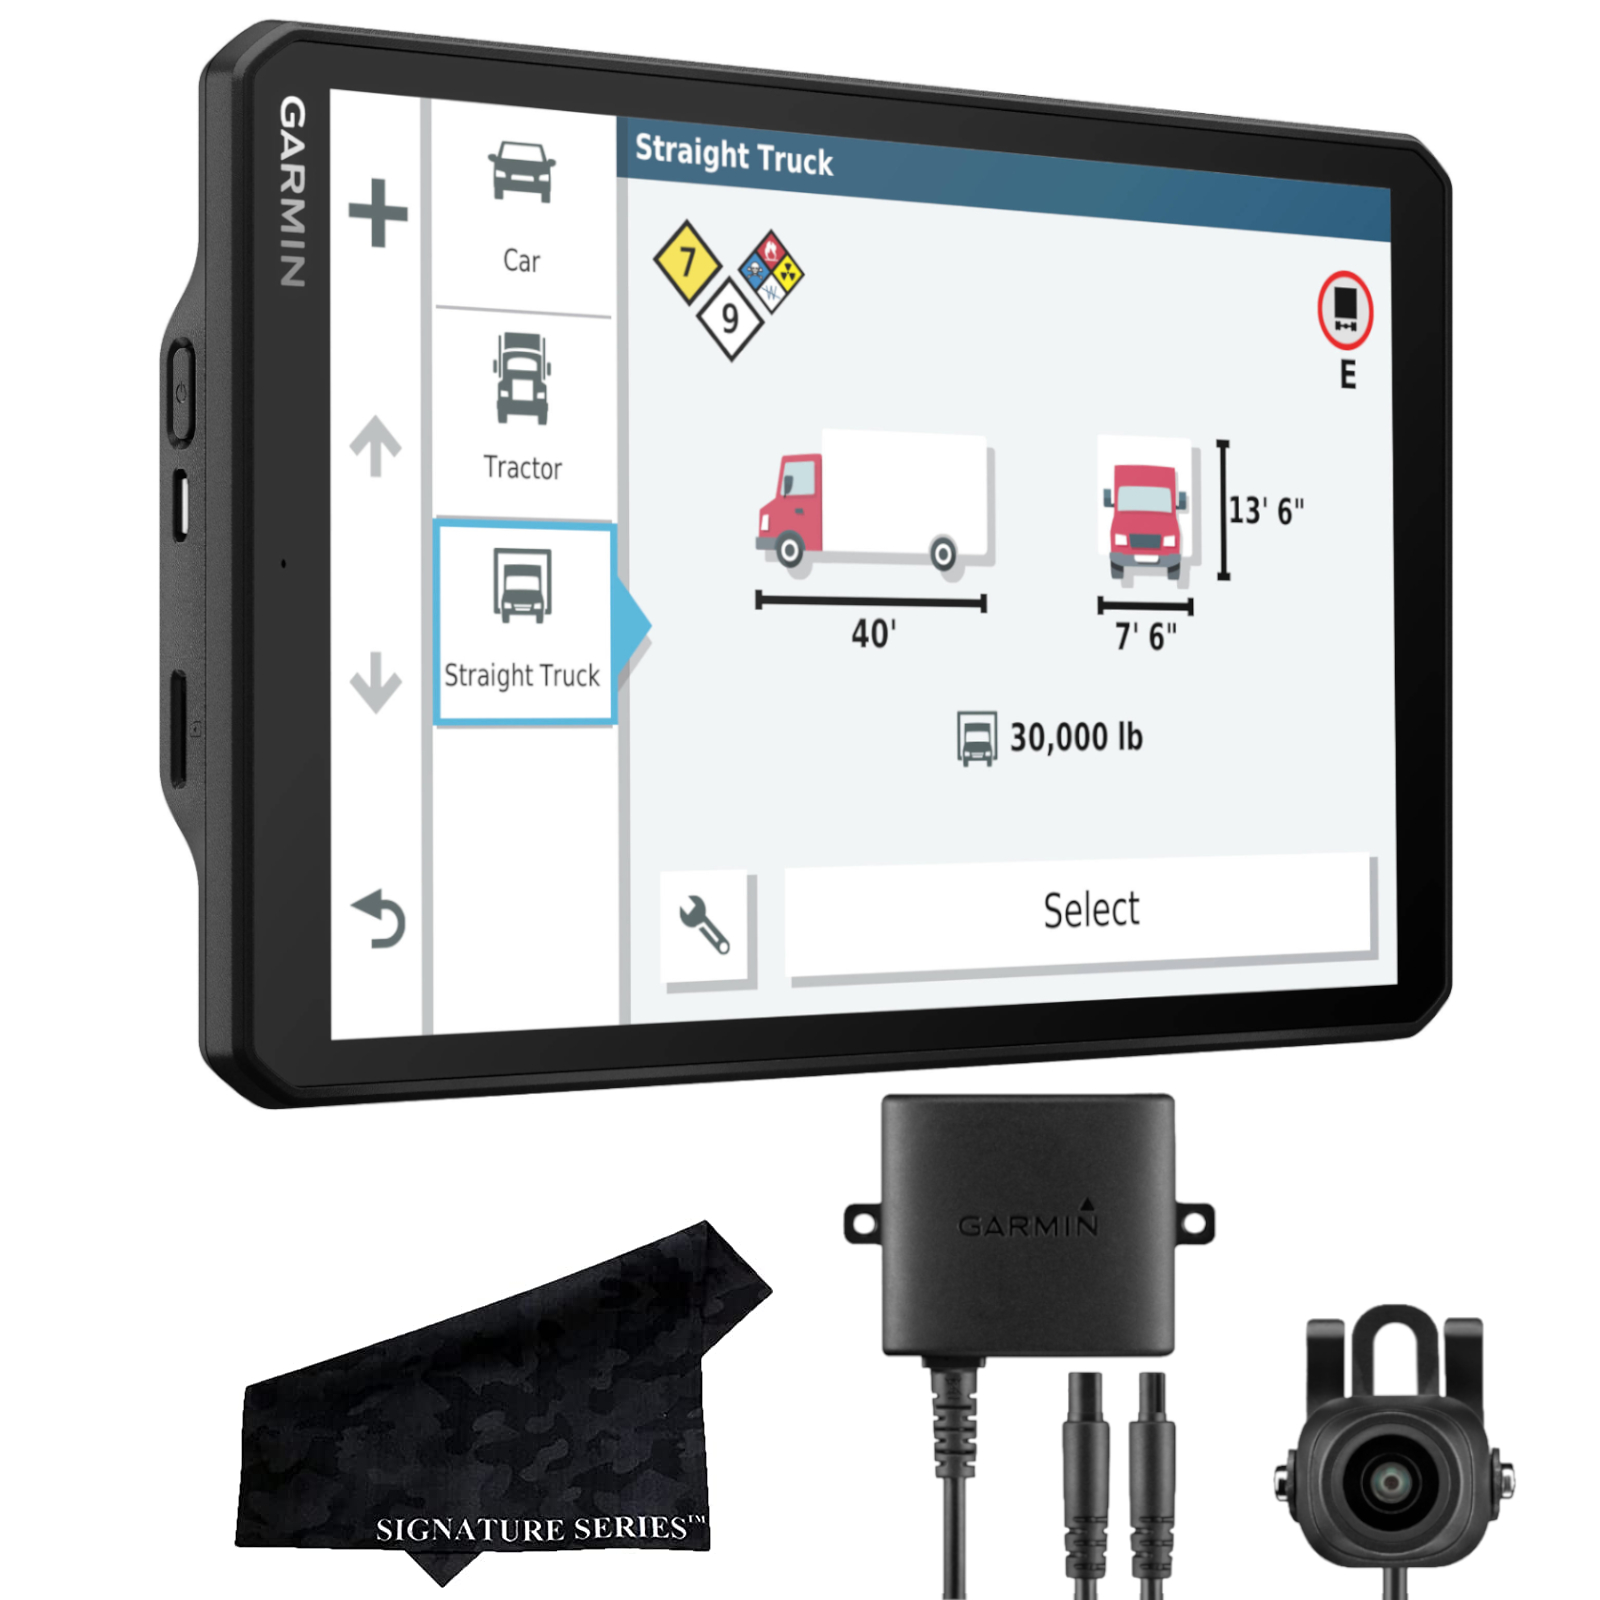 GARMIN
Car
Tractor
Straight Truck
Straight Truck
7
9
W
E
13' 6"
40'
7' 6"
30,000 lb
Select
GARMIN
SIGNATURE SERIES™